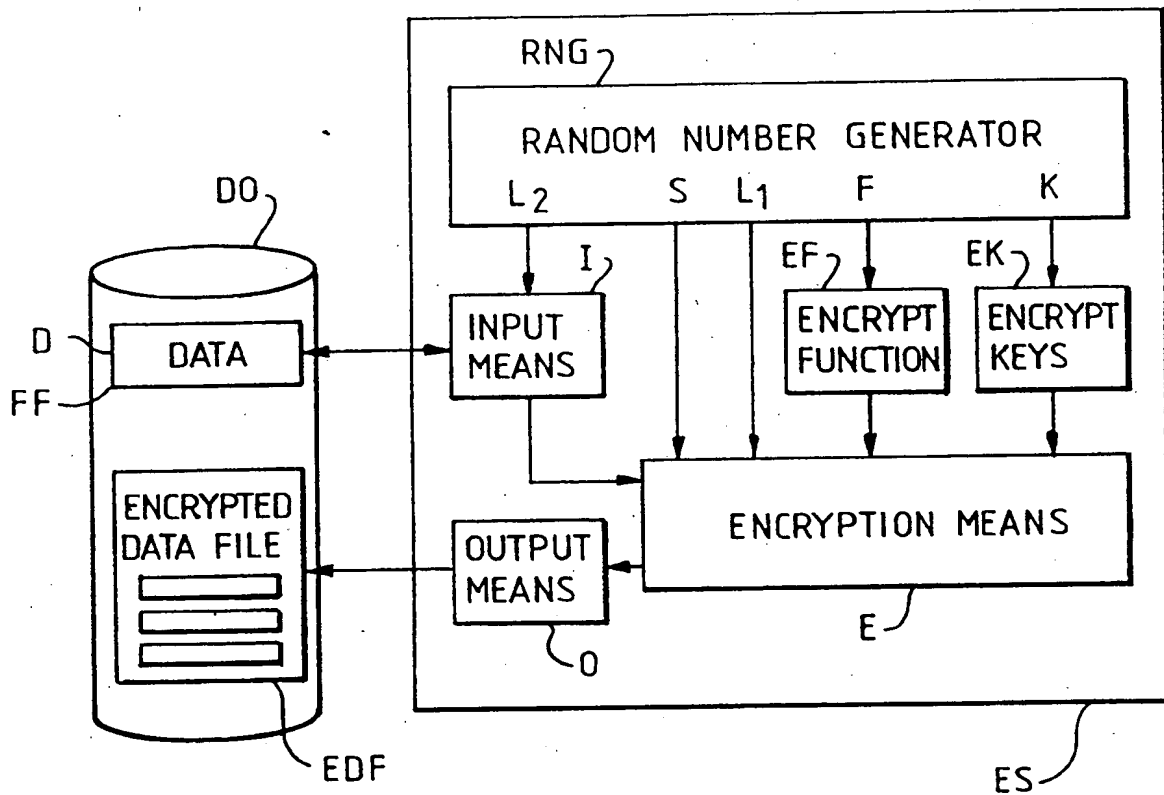 RNG
RANDOM NUMBER GENERATOR
L2 S L1 F K
DO
I
EF
EK
D
DATA
FF
INPUT
MEANS
ENCRYPT
FUNCTION
ENCRYPT
KEYS
ENCRYPTED
DATA FILE
OUTPUT
MEANS
ENCRYPTION MEANS
E
O
EDF
ES